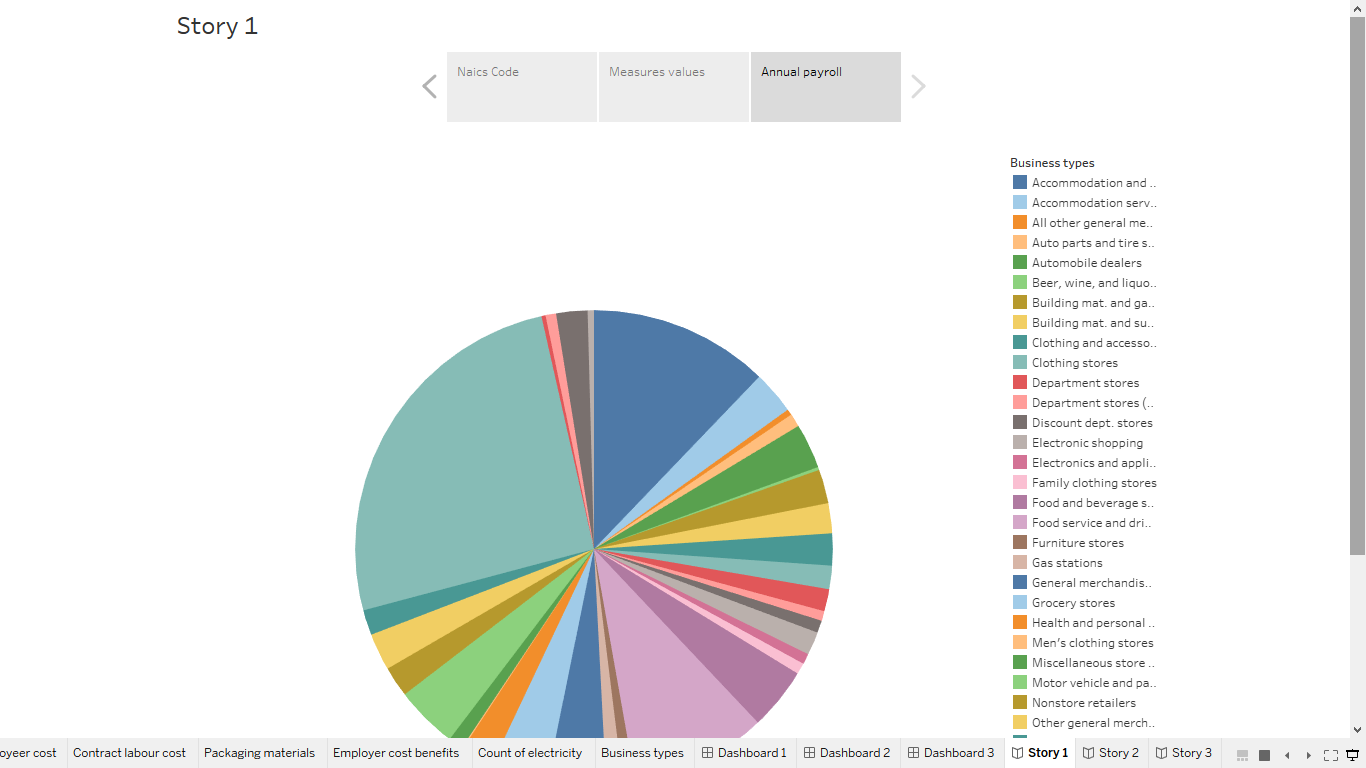 Story 1
Naics Code
Measures values
Annual payroll
Business types
Accommodation and ..
Accommodation serv..
All other general me..
Auto parts and tire s..
Automobile dealers
Beer, wine, and liquo..
Building mat. and ga..
Building mat. and su..
Clothing and accesso..
Clothing stores
Department stores
Department stores (..
Discount dept. stores
Electronic shopping
Electronics and appli..
Family clothing stores
Food and beverage s..
Food service and dri..
Furniture stores
Gas stations
General merchandis..
Grocery stores
Health and personal ..
Men's clothing stores
Miscellaneous store ..
Motor vehicle and pa..
Nonstore retailers
Other general merch..
oyeer cost
Contract labour cost
Packaging materials
Employer cost benefits
Count of electricity
Business types
Dashboard 1
Dashboard 2
Dashboard 3
Story 1
Story 2
Story 3